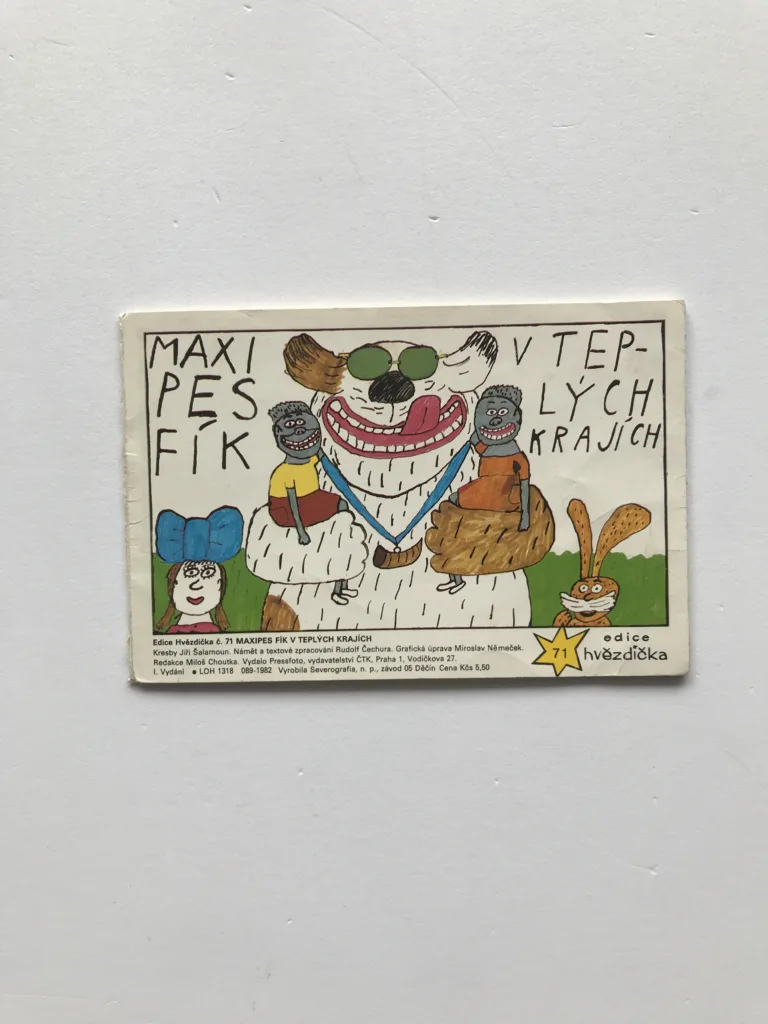 MAXI
PES
FÍK
V TEP-
LÝCH
KRAJÍCH
Edice Hvězdička č. 71 MAXIPES FÍK V TEPLÝCH KRAJÍCH
Kresby Jiří Šalamoun. Námět a textové zpracování Rudolf Čechura. Grafická úprava Miroslav Němeček.
Redakce Miloš Choutka. Vydalo Pressfoto, vydavatelství ČTK, Praha 1, Vodičkova 27.
I. Vydání ● LOH 1318 089-1982 Vyrobila Severografia, n. p., závod 05 Děčín Cena Kčs 5,50
71
edice
hvězdička